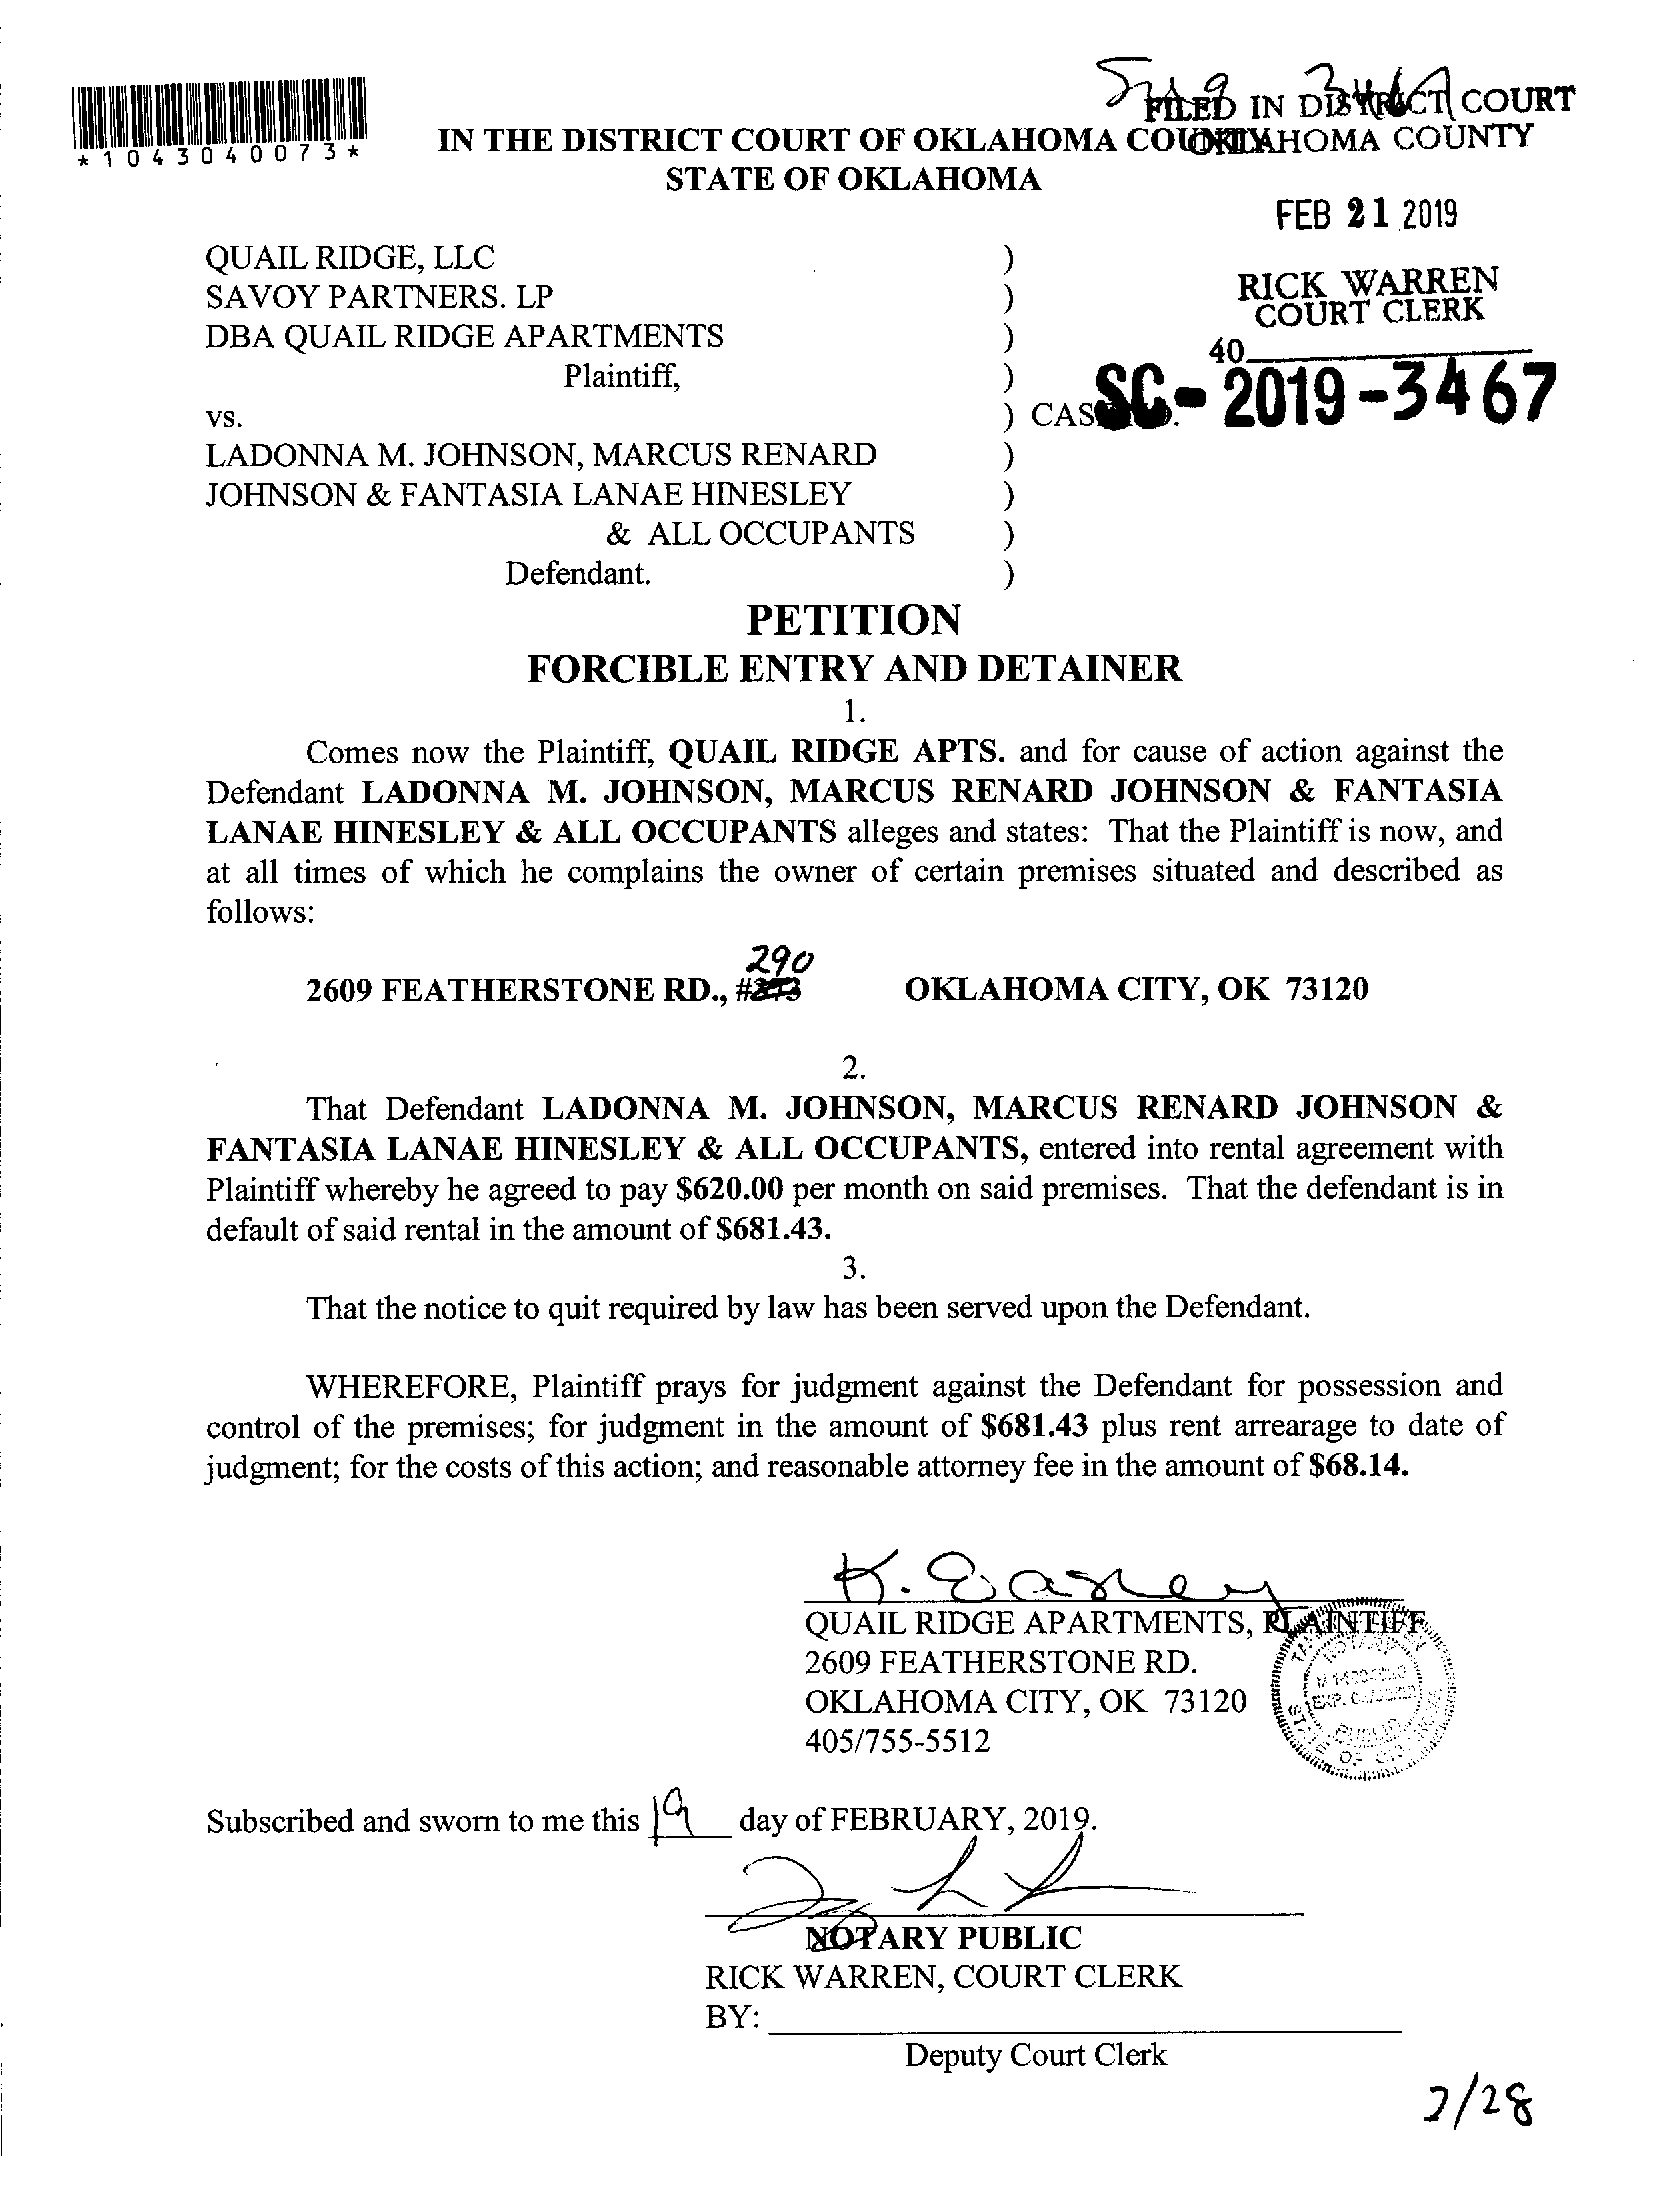 *1043040073*
FILED IN DISTRICT COURT
OKLAHOMA COUNTY
IN THE DISTRICT COURT OF OKLAHOMA COUNTY
STATE OF OKLAHOMA
FEB 21 2019
RICK WARREN
COURT CLERK
40
SC-2019-3467
QUAIL RIDGE, LLC )
SAVOY PARTNERS. LP )
DBA QUAIL RIDGE APARTMENTS )
Plaintiff, )
vs. ) CASE NO.
LADONNA M. JOHNSON, MARCUS RENARD )
JOHNSON & FANTASIA LANAE HINESLEY )
& ALL OCCUPANTS )
Defendant. )
PETITION
FORCIBLE ENTRY AND DETAINER
1.
Comes now the Plaintiff, QUAIL RIDGE APTS. and for cause of action against the
Defendant LADONNA M. JOHNSON, MARCUS RENARD JOHNSON & FANTASIA
LANAE HINESLEY & ALL OCCUPANTS alleges and states: That the Plaintiff is now, and
at all times of which he complains the owner of certain premises situated and described as
follows:
290
2609 FEATHERSTONE RD., # OKLAHOMA CITY, OK 73120
2.
That Defendant LADONNA M. JOHNSON, MARCUS RENARD JOHNSON &
FANTASIA LANAE HINESLEY & ALL OCCUPANTS, entered into rental agreement with
Plaintiff whereby he agreed to pay $620.00 per month on said premises. That the defendant is in
default of said rental in the amount of $681.43.
3.
That the notice to quit required by law has been served upon the Defendant.
WHEREFORE, Plaintiff prays for judgment against the Defendant for possession and
control of the premises; for judgment in the amount of $681.43 plus rent arrearage to date of
judgment; for the costs of this action; and reasonable attorney fee in the amount of $68.14.
K. Easley
QUAIL RIDGE APARTMENTS, PLAINTIFF
2609 FEATHERSTONE RD.
OKLAHOMA CITY, OK 73120
405/755-5512
NOTARY
EXP.
PUBLIC
STATE OF
Subscribed and sworn to me this 19 day of FEBRUARY, 2019.
NOTARY PUBLIC
RICK WARREN, COURT CLERK
BY:
Deputy Court Clerk
2/28